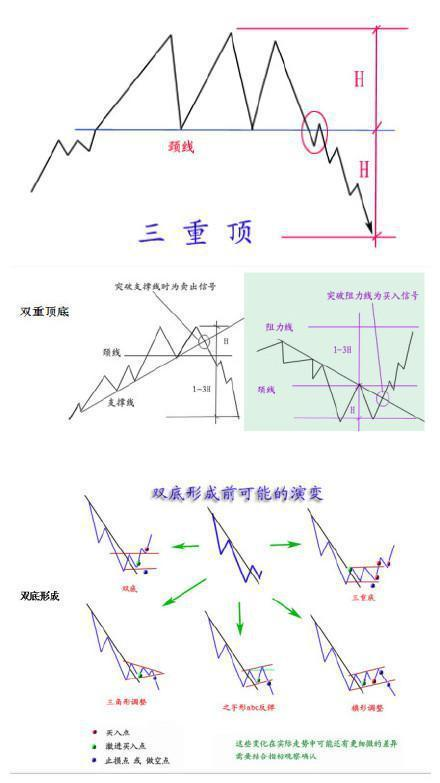 H
颈线
H
三重顶
双重顶底
突破支撑线时为卖出信号
颈线
H
1-3H
支撑线
突破阻力线为买入信号
阻力线
1-3H
颈线
H
双底形成前可能的演变
双底形成
双底
三重底
三角形调整
之字形abc反弹
楔形调整
买入点
激进买入点
止损点 或 做空点
这些变化在实际走势中可能还有更细微的差异
需要结合指标观察确认